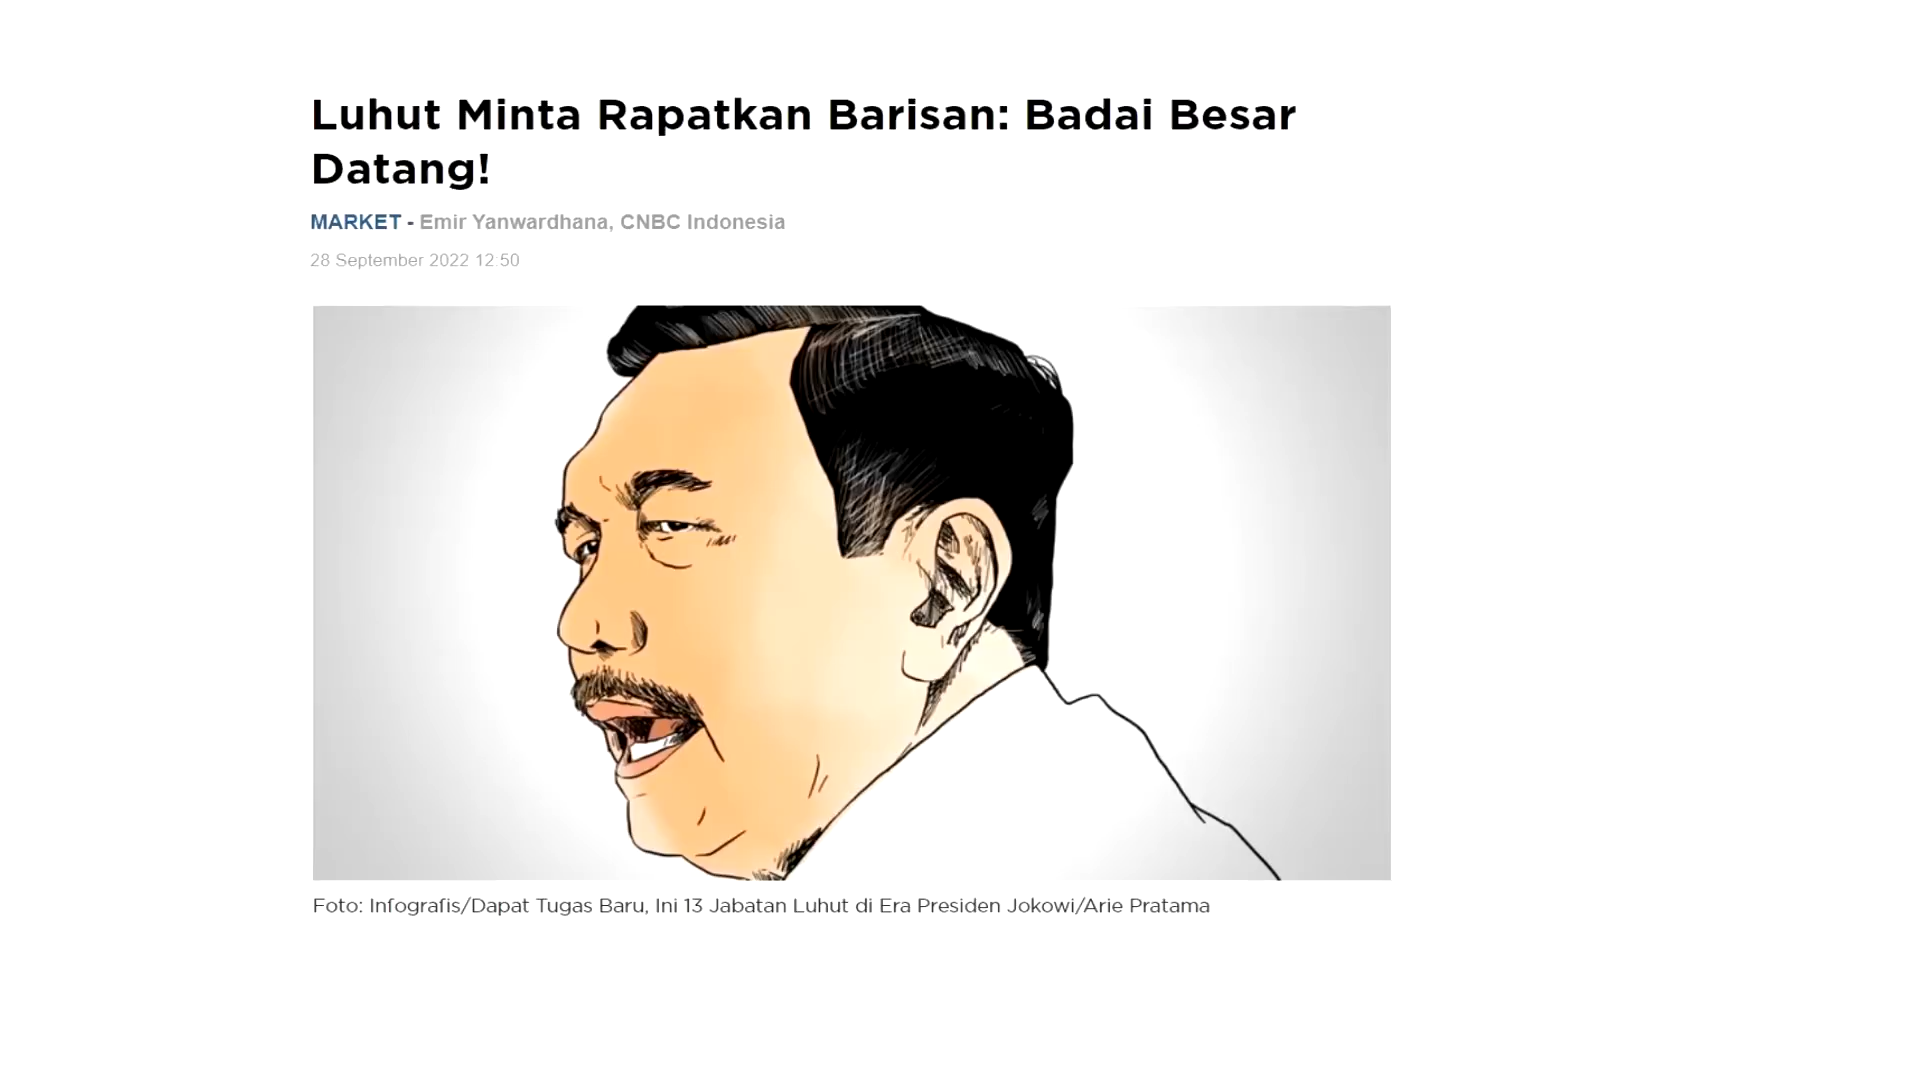 Luhut Minta Rapatkan Barisan: Badai Besar
Datang!
MARKET - Emir Yanwardhana, CNBC Indonesia
28 September 2022 12:50
Foto: Infografis/Dapat Tugas Baru, Ini 13 Jabatan Luhut di Era Presiden Jokowi/Arie Pratama